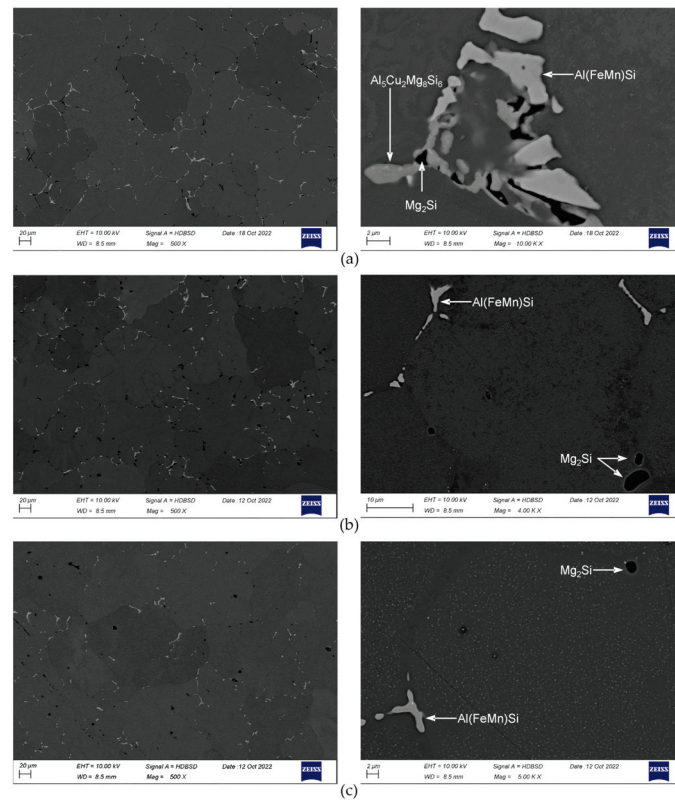 Al5Cu2Mg8Si6
Al(FeMn)Si
Mg2Si
20 µm EHT = 10.00 kV Signal A = HDBSD Date :18 Oct 2022 ZEISS
WD = 8.5 mm Mag = 500 X
2 µm EHT = 10.00 kV Signal A = HDBSD Date :18 Oct 2022 ZEISS
WD = 8.5 mm Mag = 10.00 K X
(a)
Al(FeMn)Si
Mg2Si
20 µm EHT = 10.00 kV Signal A = HDBSD Date :12 Oct 2022 ZEISS
WD = 8.5 mm Mag = 500 X
10 µm EHT = 10.00 kV Signal A = HDBSD Date :12 Oct 2022 ZEISS
WD = 8.5 mm Mag = 4.00 K X
(b)
Mg2Si
Al(FeMn)Si
20 µm EHT = 10.00 kV Signal A = HDBSD Date :12 Oct 2022 ZEISS
WD = 8.5 mm Mag = 500 X
2 µm EHT = 10.00 kV Signal A = HDBSD Date :12 Oct 2022 ZEISS
WD = 8.5 mm Mag = 5.00 K X
(c)